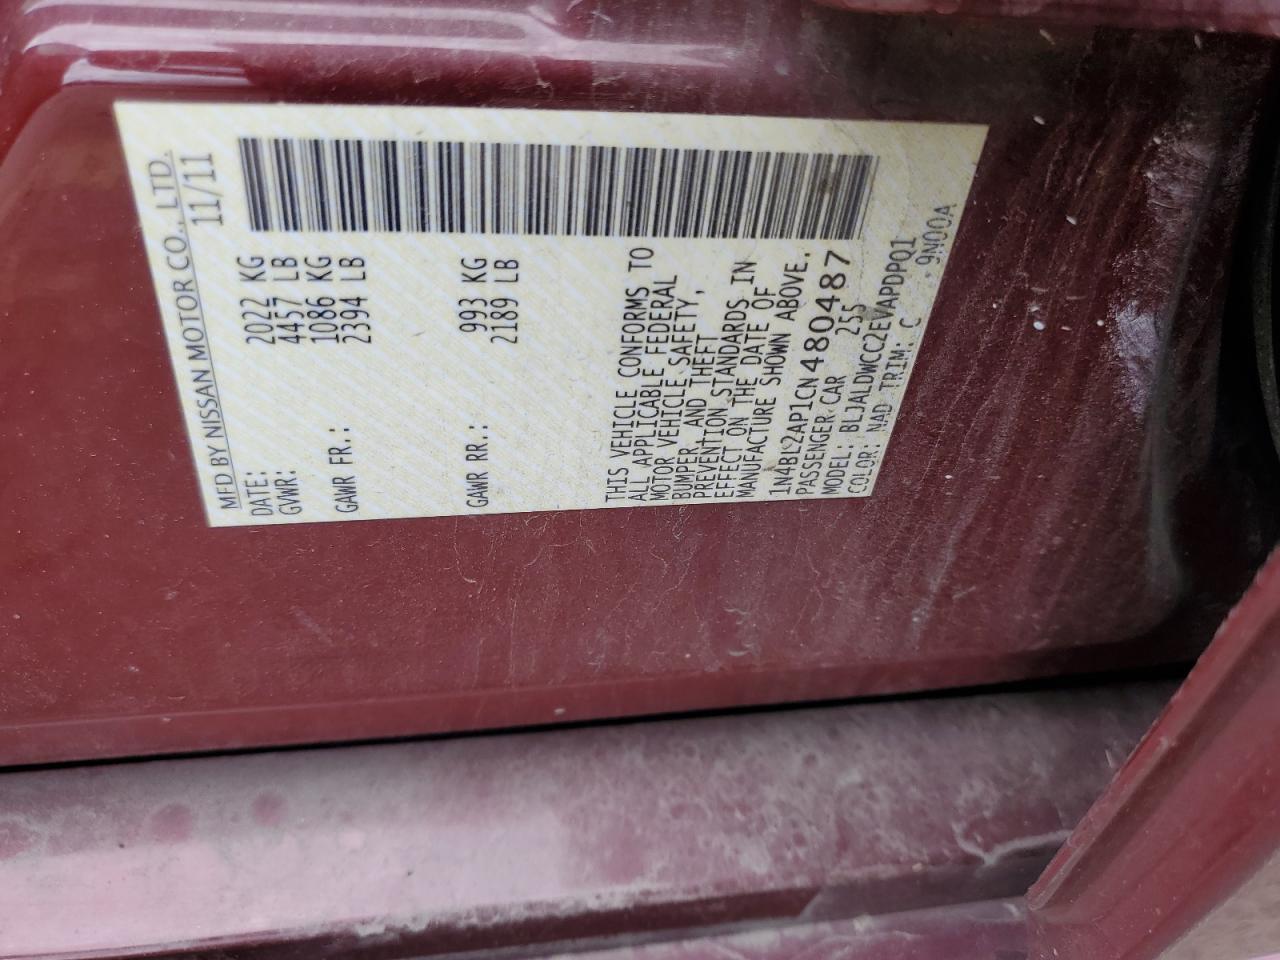 MFD BY NISSAN MOTOR CO., LTD.
DATE: 11/11
GVWR: 2022 KG
4457 LB
GAWR FR.: 1086 KG
2394 LB
GAWR RR.: 993 KG
2189 LB
THIS VEHICLE CONFORMS TO
ALL APPLICABLE FEDERAL
MOTOR VEHICLE SAFETY,
BUMPER, AND THEFT
PREVENTION STANDARDS IN
EFFECT ON THE DATE OF
MANUFACTURE SHOWN ABOVE.
1N4BL2AP1CN480487
PASSENGER CAR 255
MODEL: BLJALDWCC2EVAPDPQ1
COLOR: NAD TRIM: C 9N00A